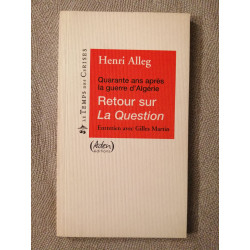 Henri Alleg
Quarante ans après
la guerre d'Algérie
Retour sur
La Question
Entretien avec Gilles Martin
(Aden)
éditions
LE TEMPS DES CERISES